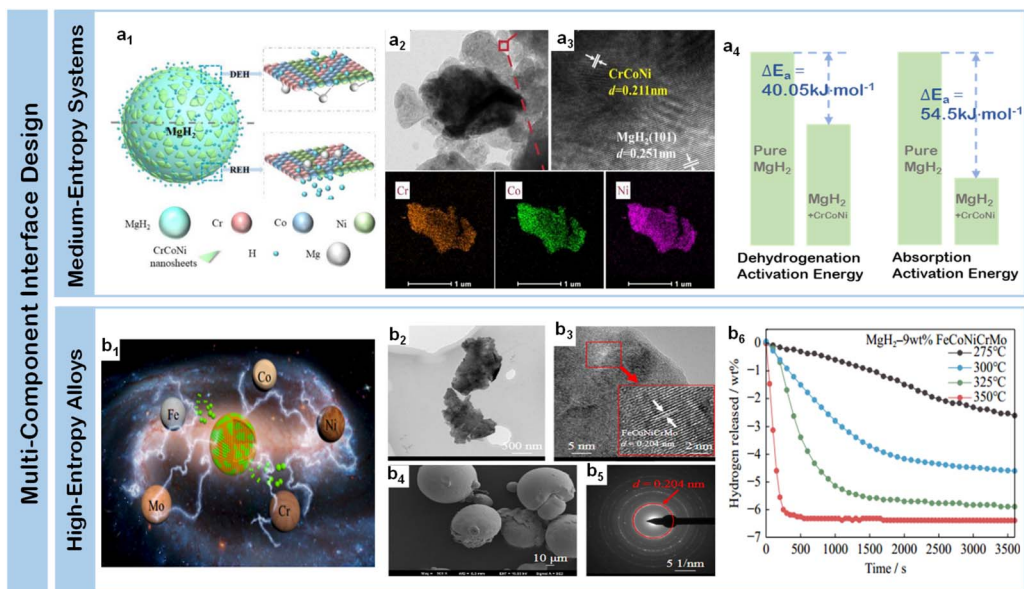 Multi-Component Interface Design
Medium-Entropy Systems
a1
DEH
MgH2
REH
MgH2
Cr
Co
Ni
CrCoNi
nanosheets
H
Mg
a2
a3
CrCoNi
d=0.211nm
MgH2(101)
d=0.251nm
Cr
Co
Ni
1 um
1 um
1 um
a4
ΔEa =
40.05kJ·mol-1
Pure
MgH2
MgH2
+CrCoNi
Dehydrogenation
Activation Energy
ΔEa =
54.5kJ·mol-1
Pure
MgH2
MgH2
+CrCoNi
Absorption
Activation Energy
High-Entropy Alloys
b1
Co
Fe
Ni
Mo
Cr
b2
500 nm
b3
FeCoNiCrMo
d = 0.204 nm
5 nm
2 nm
b4
10 μm
b5
d = 0.204 nm
5 1/nm
b6
MgH2-9wt% FeCoNiCrMo
275℃
300℃
325℃
350℃
Hydrogen released / wt%
0
-1
-2
-3
-4
-5
-6
-7
0 500 1000 1500 2000 2500 3000 3500
Time / s